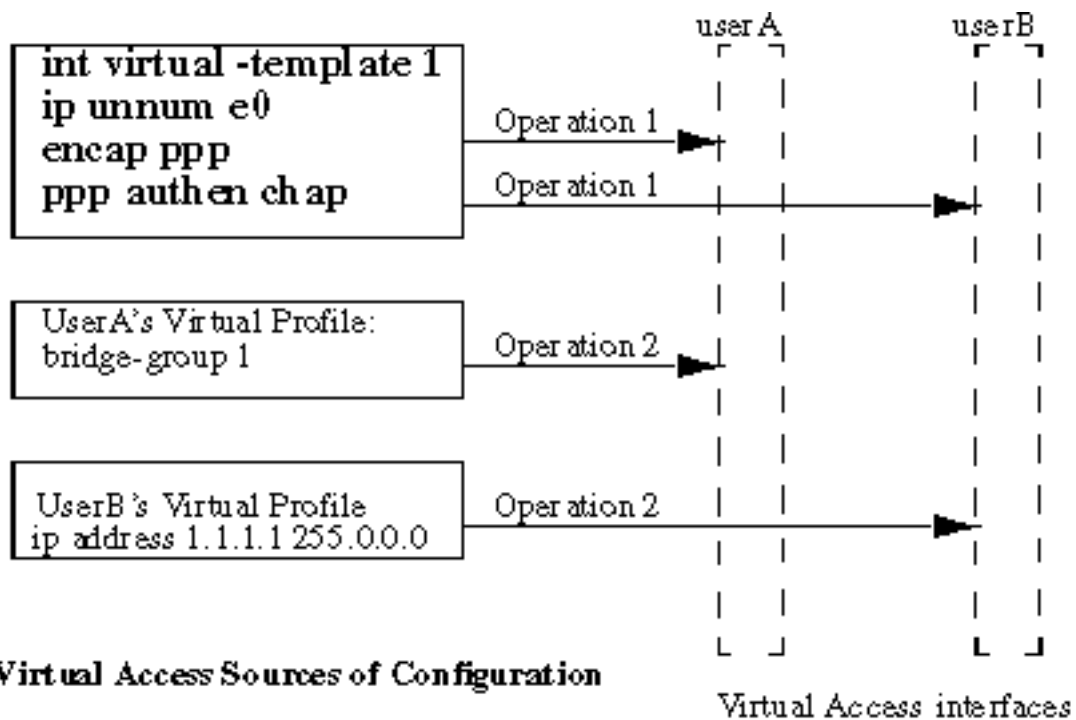 userA
userB
int virtual-template 1
ip unnum e0
encap ppp
ppp authen chap
Operation 1
Operation 1
UserA's Virtual Profile:
bridge-group 1
Operation 2
UserB's Virtual Profile
ip address 1.1.1.1 255.0.0.0
Operation 2
Virtual Access Sources of Configuration
Virtual Access interfaces